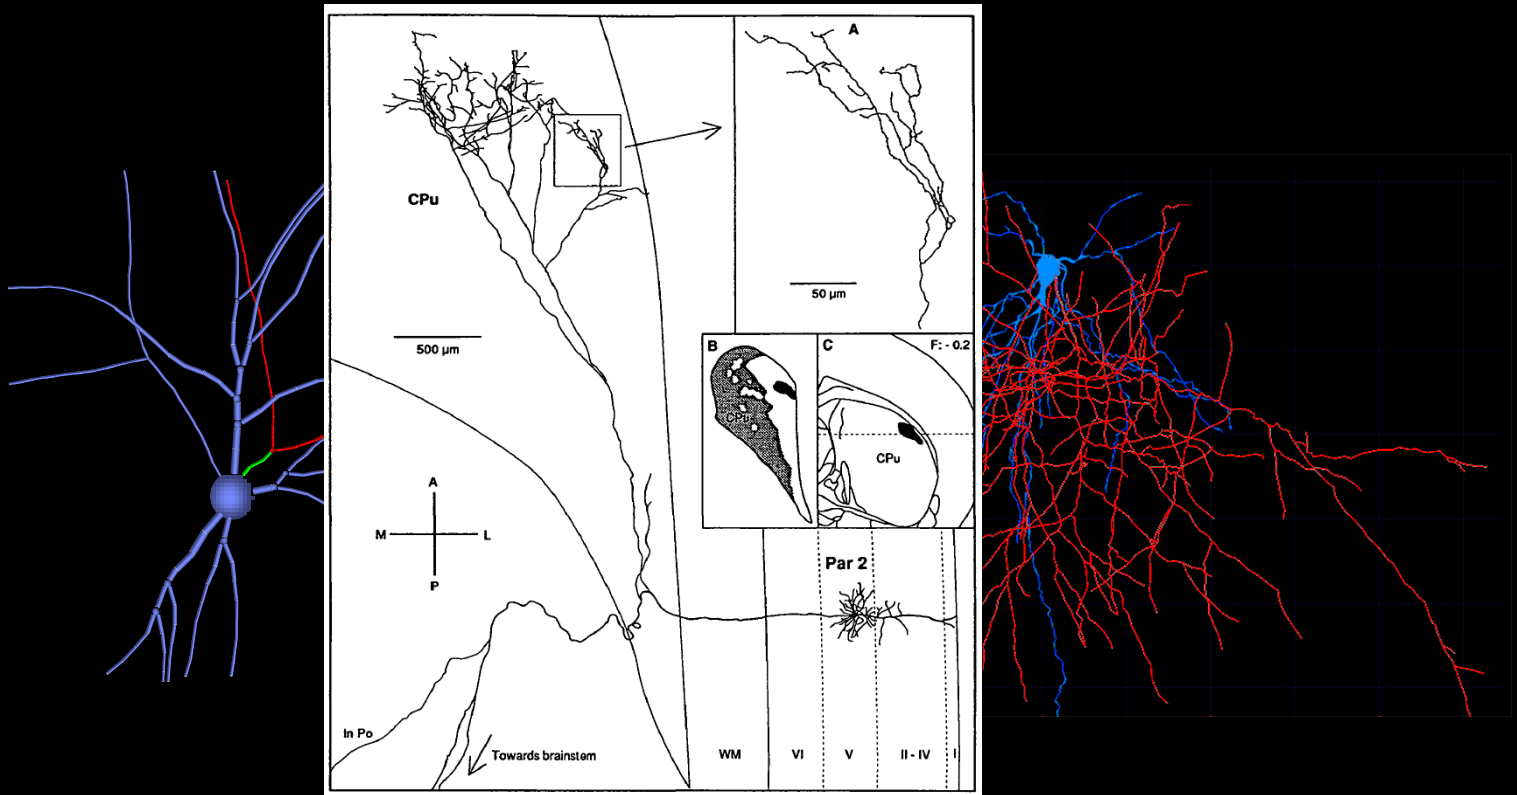 A
CPu
50 µm
500 µm
B
C
F: - 0.2
CPu
CPu
A
M
L
P
Par 2
In Po
Towards brainstem
WM
VI
V
II - IV
I